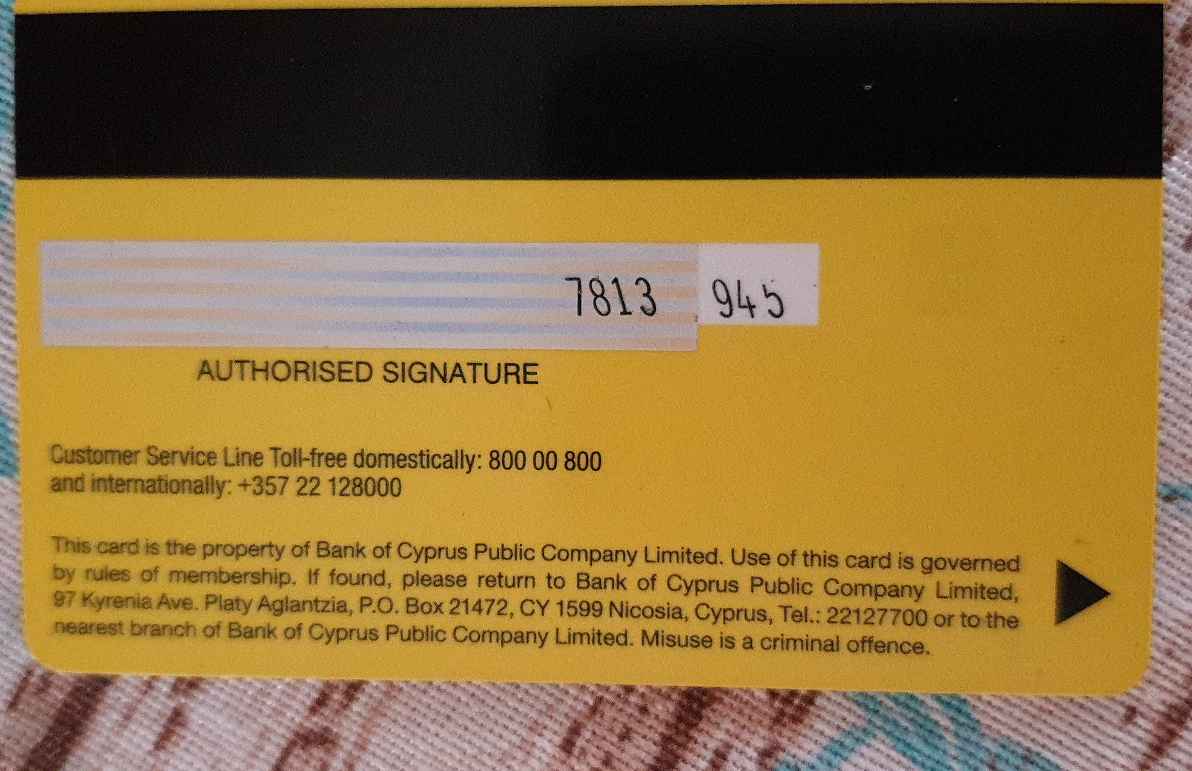 7813 945
AUTHORISED SIGNATURE
Customer Service Line Toll-free domestically: 800 00 800
and internationally: +357 22 128000
This card is the property of Bank of Cyprus Public Company Limited. Use of this card is governed
by rules of membership. If found, please return to Bank of Cyprus Public Company Limited,
97 Kyrenia Ave. Platy Aglantzia, P.O. Box 21472, CY 1599 Nicosia, Cyprus, Tel.: 22127700 or to the
nearest branch of Bank of Cyprus Public Company Limited. Misuse is a criminal offence.